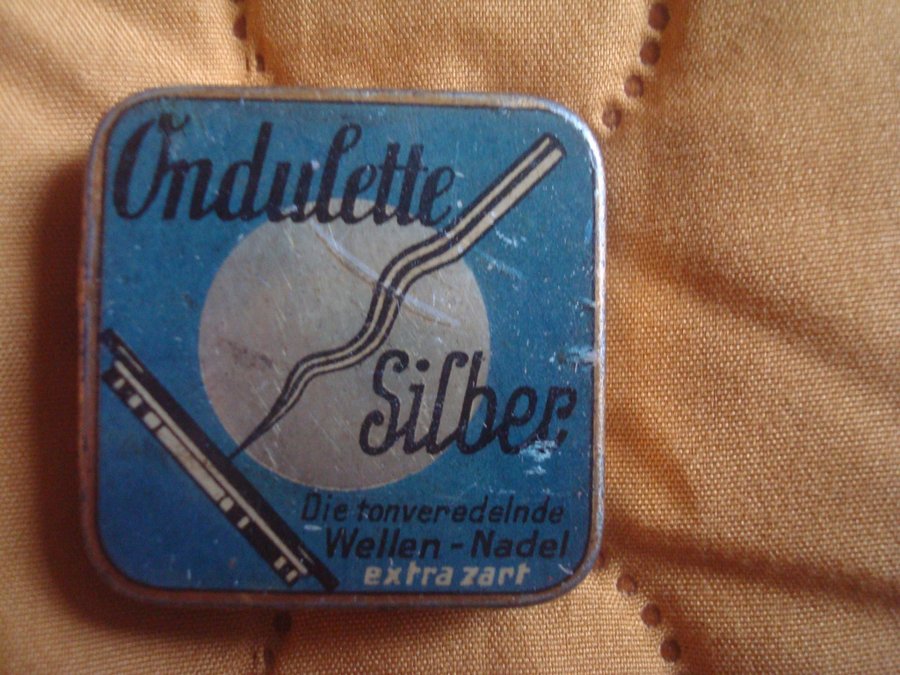 Ondulette
Silber
Die tonveredelnde
Wellen-Nadel
extra zart